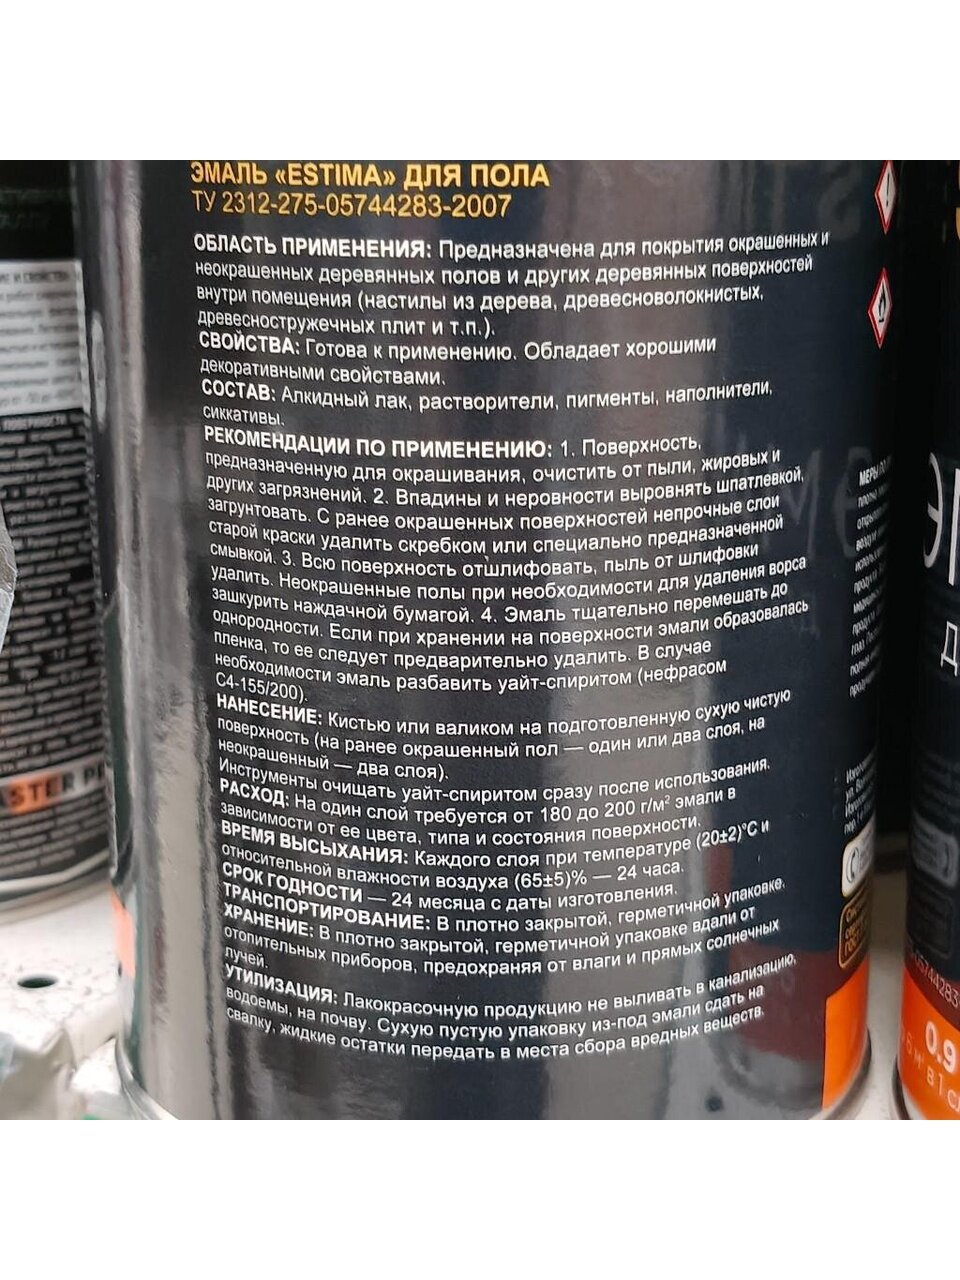 ЭМАЛЬ «ESTIMA» ДЛЯ ПОЛА
ТУ 2312-275-05744283-2007
ОБЛАСТЬ ПРИМЕНЕНИЯ: Предназначена для покрытия окрашенных и
неокрашенных деревянных полов и других деревянных поверхностей
внутри помещения (настилы из дерева, древесноволокнистых,
древесностружечных плит и т.п.).
СВОЙСТВА: Готова к применению. Обладает хорошими
декоративными свойствами.
СОСТАВ: Алкидный лак, растворители, пигменты, наполнители,
сиккативы.
РЕКОМЕНДАЦИИ ПО ПРИМЕНЕНИЮ: 1. Поверхность,
предназначенную для окрашивания, очистить от пыли, жировых и
других загрязнений. 2. Впадины и неровности выровнять шпатлевкой,
загрунтовать. С ранее окрашенных поверхностей непрочные слои
старой краски удалить скребком или специально предназначенной
смывкой. 3. Всю поверхность отшлифовать, пыль от шлифовки
удалить. Неокрашенные полы при необходимости для удаления ворса
зашкурить наждачной бумагой. 4. Эмаль тщательно перемешать до
однородности. Если при хранении на поверхности эмали образовалась
пленка, то ее следует предварительно удалить. В случае
необходимости эмаль разбавить уайт-спиритом (нефрасом
С4-155/200).
НАНЕСЕНИЕ: Кистью или валиком на подготовленную сухую чистую
поверхность (на ранее окрашенный пол — один или два слоя, на
неокрашенный — два слоя).
Инструменты очищать уайт-спиритом сразу после использования.
РАСХОД: На один слой требуется от 180 до 200 г/м² эмали в
зависимости от ее цвета, типа и состояния поверхности.
ВРЕМЯ ВЫСЫХАНИЯ: Каждого слоя при температуре (20±2)°С и
относительной влажности воздуха (65±5)% — 24 часа.
СРОК ГОДНОСТИ — 24 месяца с даты изготовления.
ТРАНСПОРТИРОВАНИЕ: В плотно закрытой, герметичной упаковке.
ХРАНЕНИЕ: В плотно закрытой, герметичной упаковке вдали от
отопительных приборов, предохраняя от влаги и прямых солнечных
лучей.
УТИЛИЗАЦИЯ: Лакокрасочную продукцию не выливать в канализацию,
водоемы, на почву. Сухую пустую упаковку из-под эмали сдать на
свалку, жидкие остатки передать в места сбора вредных веществ.
МЕРЫ
0.9